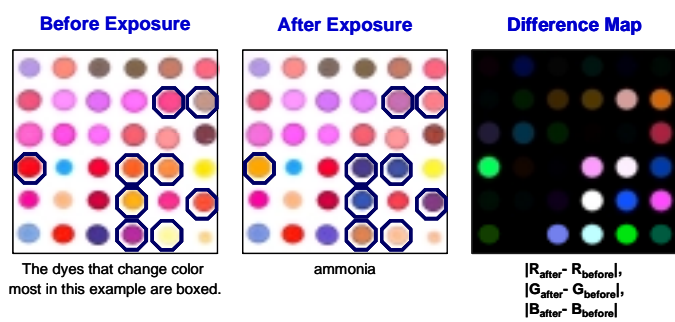 Before Exposure
After Exposure
Difference Map
The dyes that change color
most in this example are boxed.
ammonia
|Rafter- Rbefore|,
|Gafter- Gbefore|,
|Bafter- Bbefore|